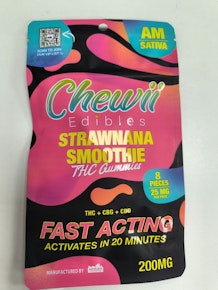 AM
SATIVA
Chewii
Edibles
STRAWNANA
SMOOTHIE
THC Gummies
8
PIECES
25 MG
THC + CBG + CBD
FAST ACTING
ACTIVATES IN 20 MINUTES
MANUFACTURED BY
200MG